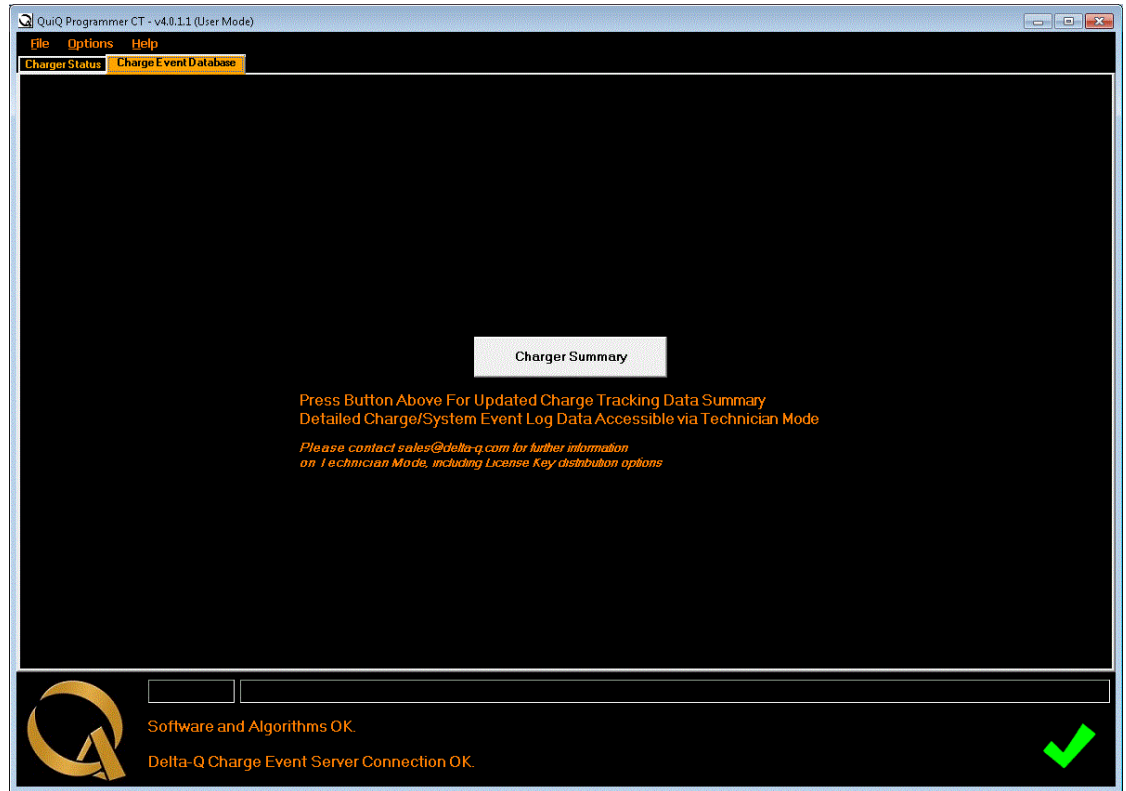 QuiQ Programmer CT - v4.0.1.1 (User Mode)
File Options Help
Charger Status Charge Event Database
Charger Summary
Press Button Above For Updated Charge Tracking Data Summary
Detailed Charge/System Event Log Data Accessible via Technician Mode
Please contact sales@delta-q.com for further information
on Technician Mode, including License Key distribution options
Software and Algorithms OK.
Delta-Q Charge Event Server Connection OK.